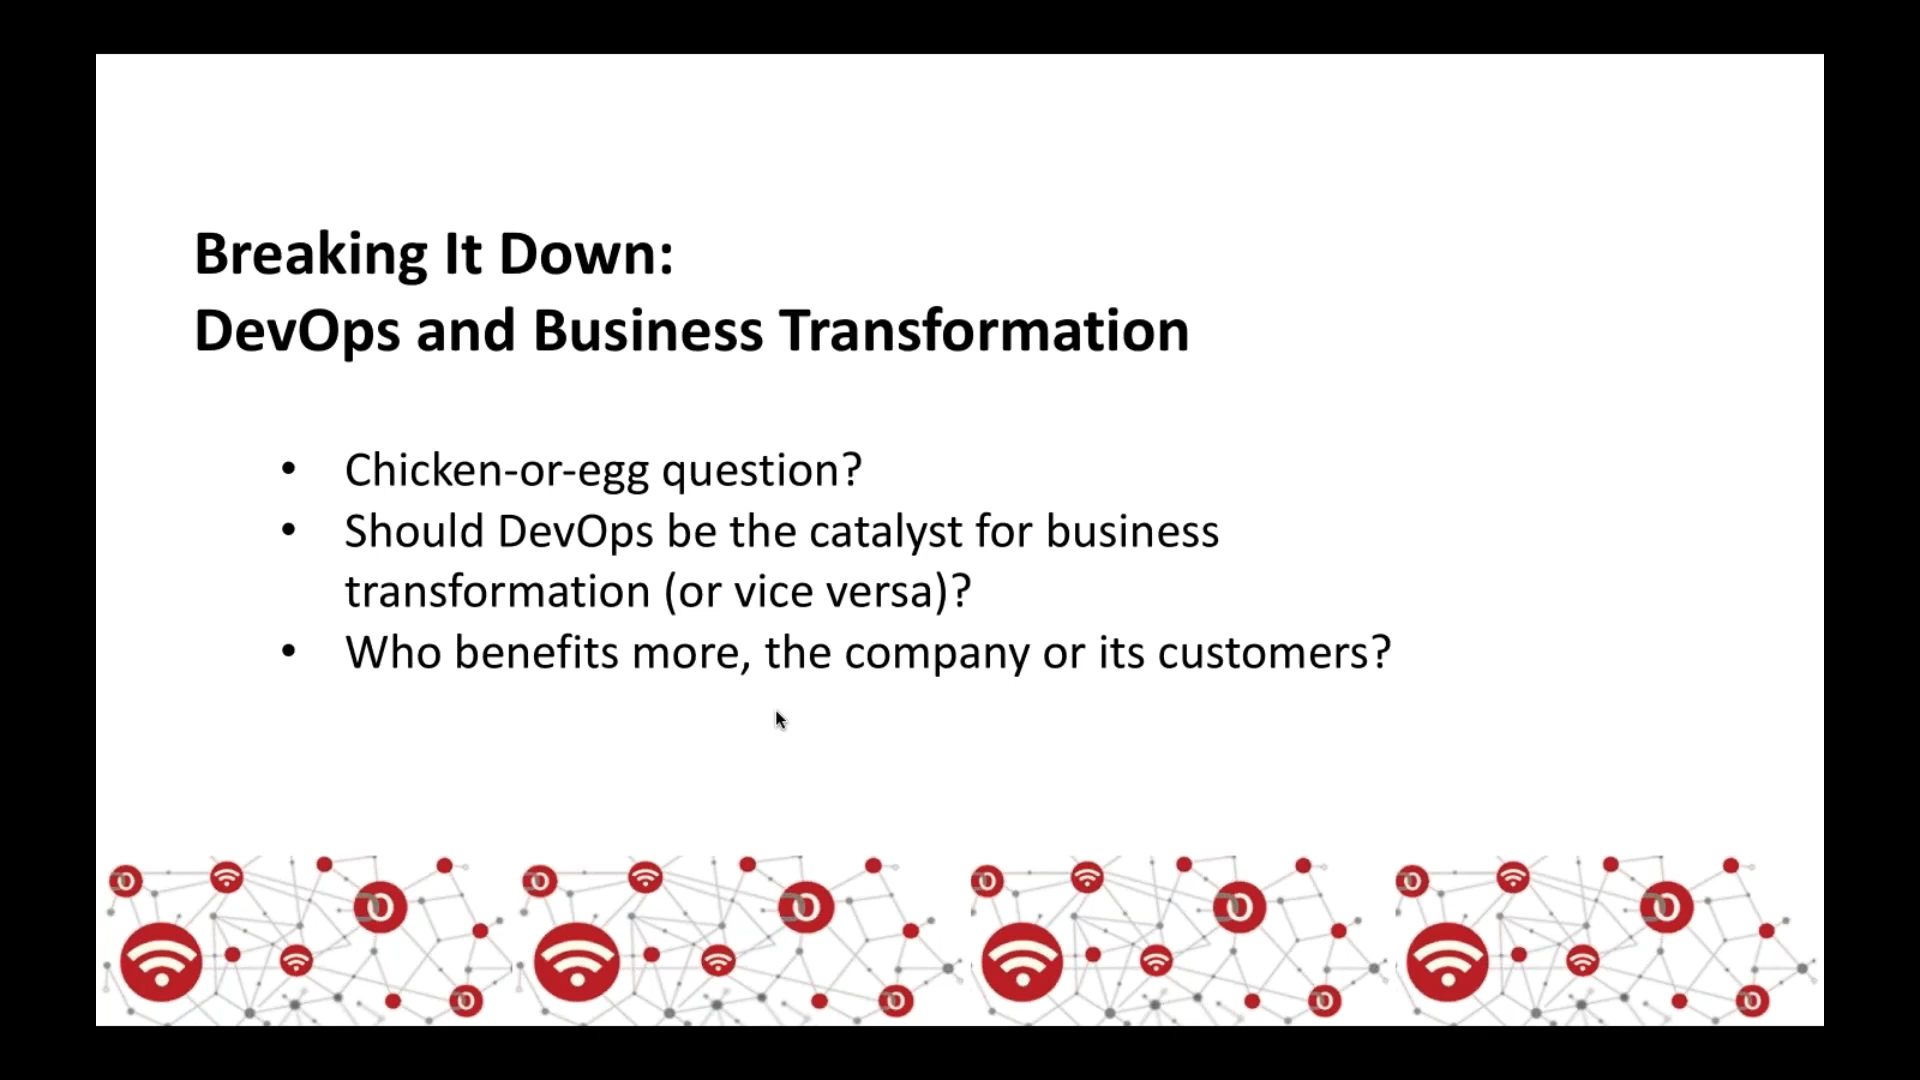 Breaking It Down:
DevOps and Business Transformation
• Chicken-or-egg question?
• Should DevOps be the catalyst for business
transformation (or vice versa)?
• Who benefits more, the company or its customers?